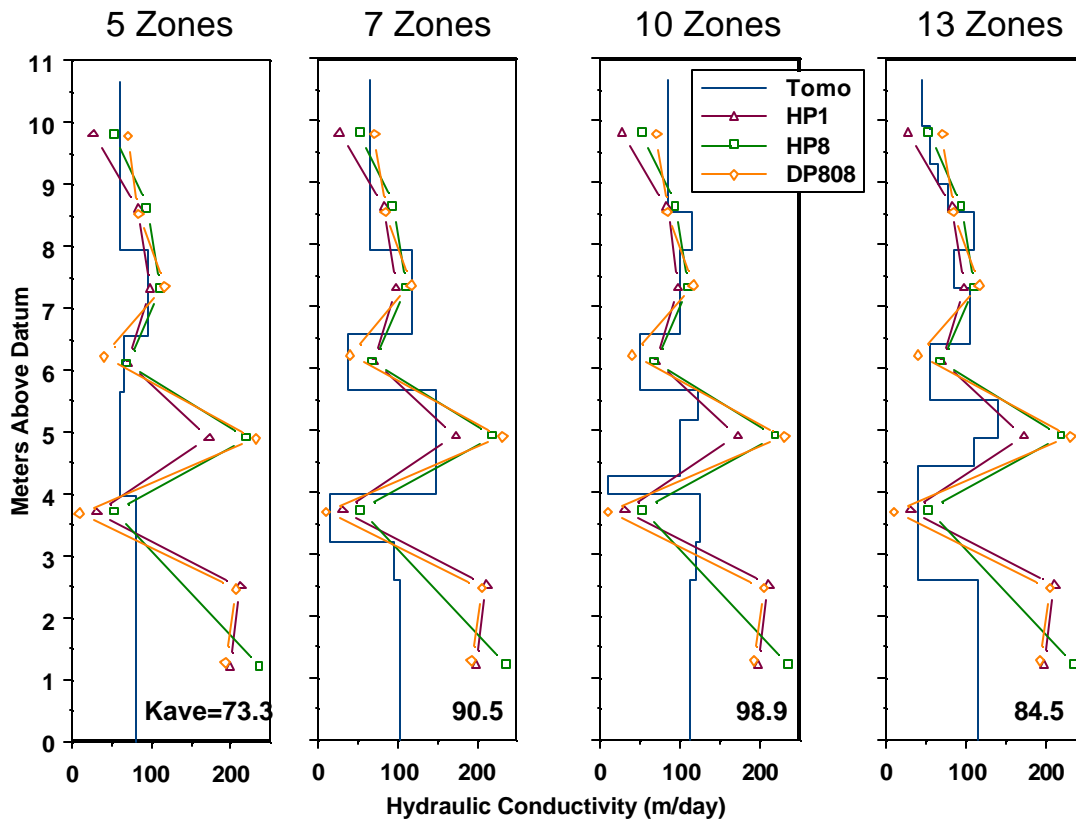 5 Zones
7 Zones
10 Zones
13 Zones
Tomo
HP1
HP8
DP808
Meters Above Datum
11
10
9
8
7
6
5
4
3
2
1
0
Kave=73.3
90.5
98.9
84.5
0 100 200
0 100 200
0 100 200
0 100 200
Hydraulic Conductivity (m/day)